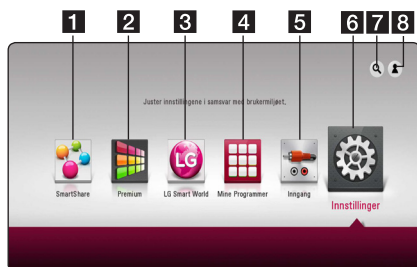 1 2 3 4 5 6 7 8
Juster innstillingene i samsvar med brukermiljøet.
LG
SmartShare Premium LG Smart World Mine Programmer Inngang Innstillinger